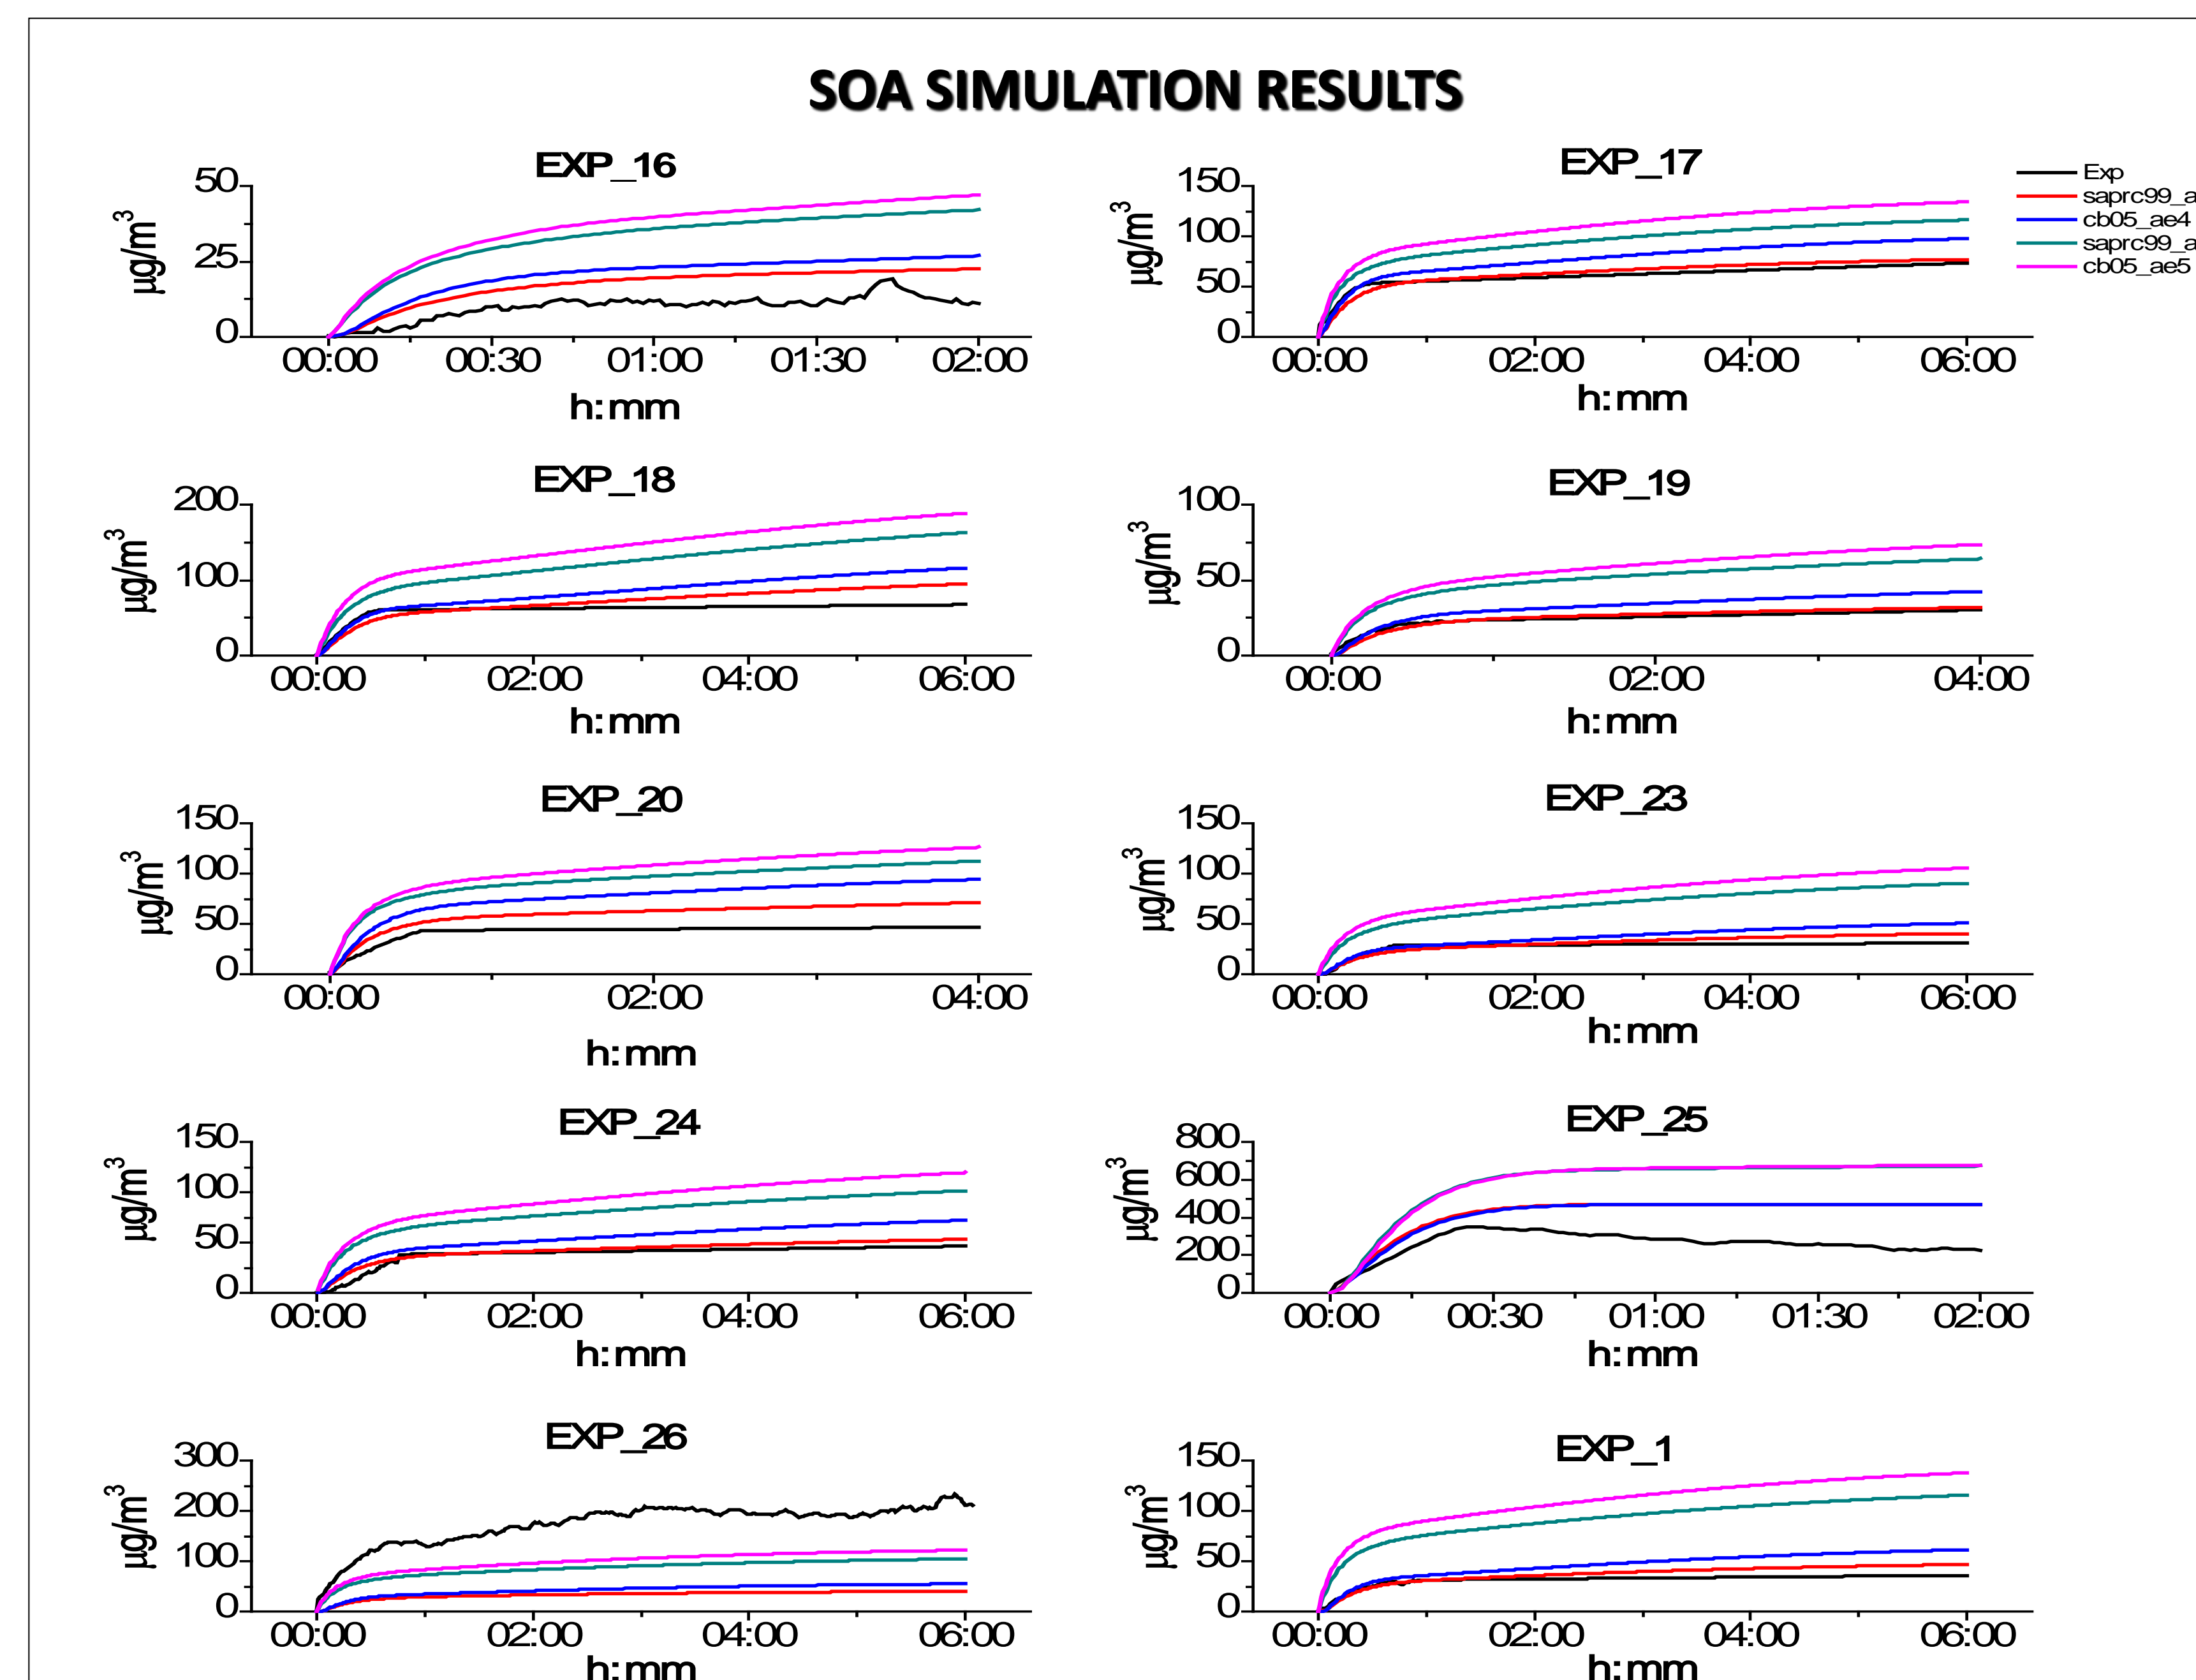 SOA SIMULATION RESULTS
EXP_16
µg/m³
50
25
0
00:00 00:30 01:00 01:30 02:00
h:mm
EXP_17
µg/m³
150
100
50
0
00:00 02:00 04:00 06:00
h:mm
Exp
saprc99_a
cb05_ae4
saprc99_a
cb05_ae5
EXP_18
µg/m³
200
100
0
00:00 02:00 04:00 06:00
h:mm
EXP_19
µg/m³
100
50
0
00:00 02:00 04:00
h:mm
EXP_20
µg/m³
150
100
50
0
00:00 02:00 04:00
h:mm
EXP_23
µg/m³
150
100
50
0
00:00 02:00 04:00 06:00
h:mm
EXP_24
µg/m³
150
100
50
0
00:00 02:00 04:00 06:00
h:mm
EXP_25
µg/m³
800
600
400
200
0
00:00 00:30 01:00 01:30 02:00
h:mm
EXP_26
µg/m³
300
200
100
0
00:00 02:00 04:00 06:00
h:mm
EXP_1
µg/m³
150
100
50
0
00:00 02:00 04:00 06:00
h:mm